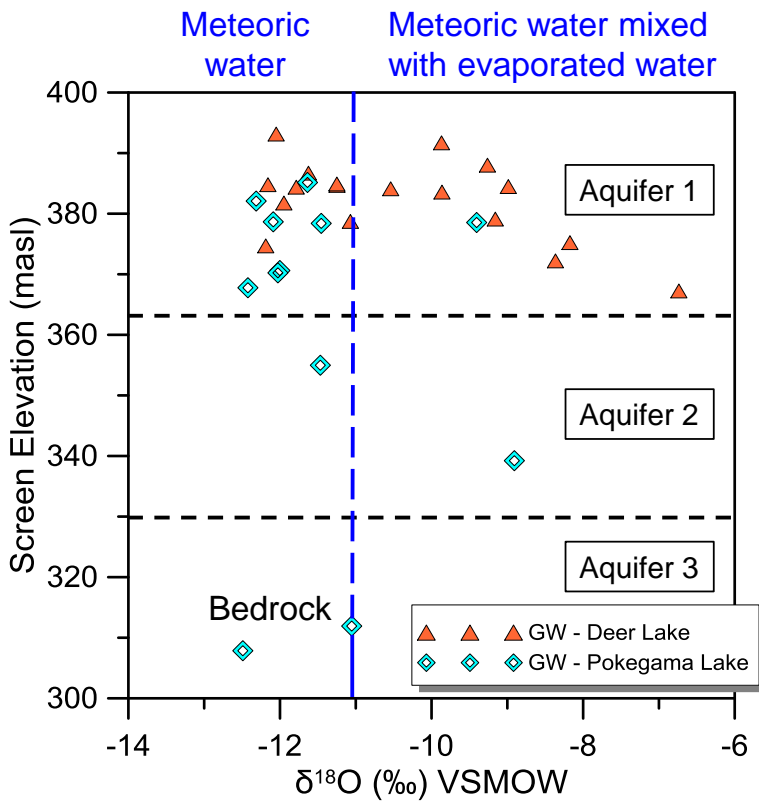 Meteoric
water
Meteoric water mixed
with evaporated water
400
380
360
340
320
300
Screen Elevation (masl)
Aquifer 1
Aquifer 2
Aquifer 3
Bedrock
GW - Deer Lake
GW - Pokegama Lake
-14
-12
-10
-8
-6
δ¹⁸O (‰) VSMOW